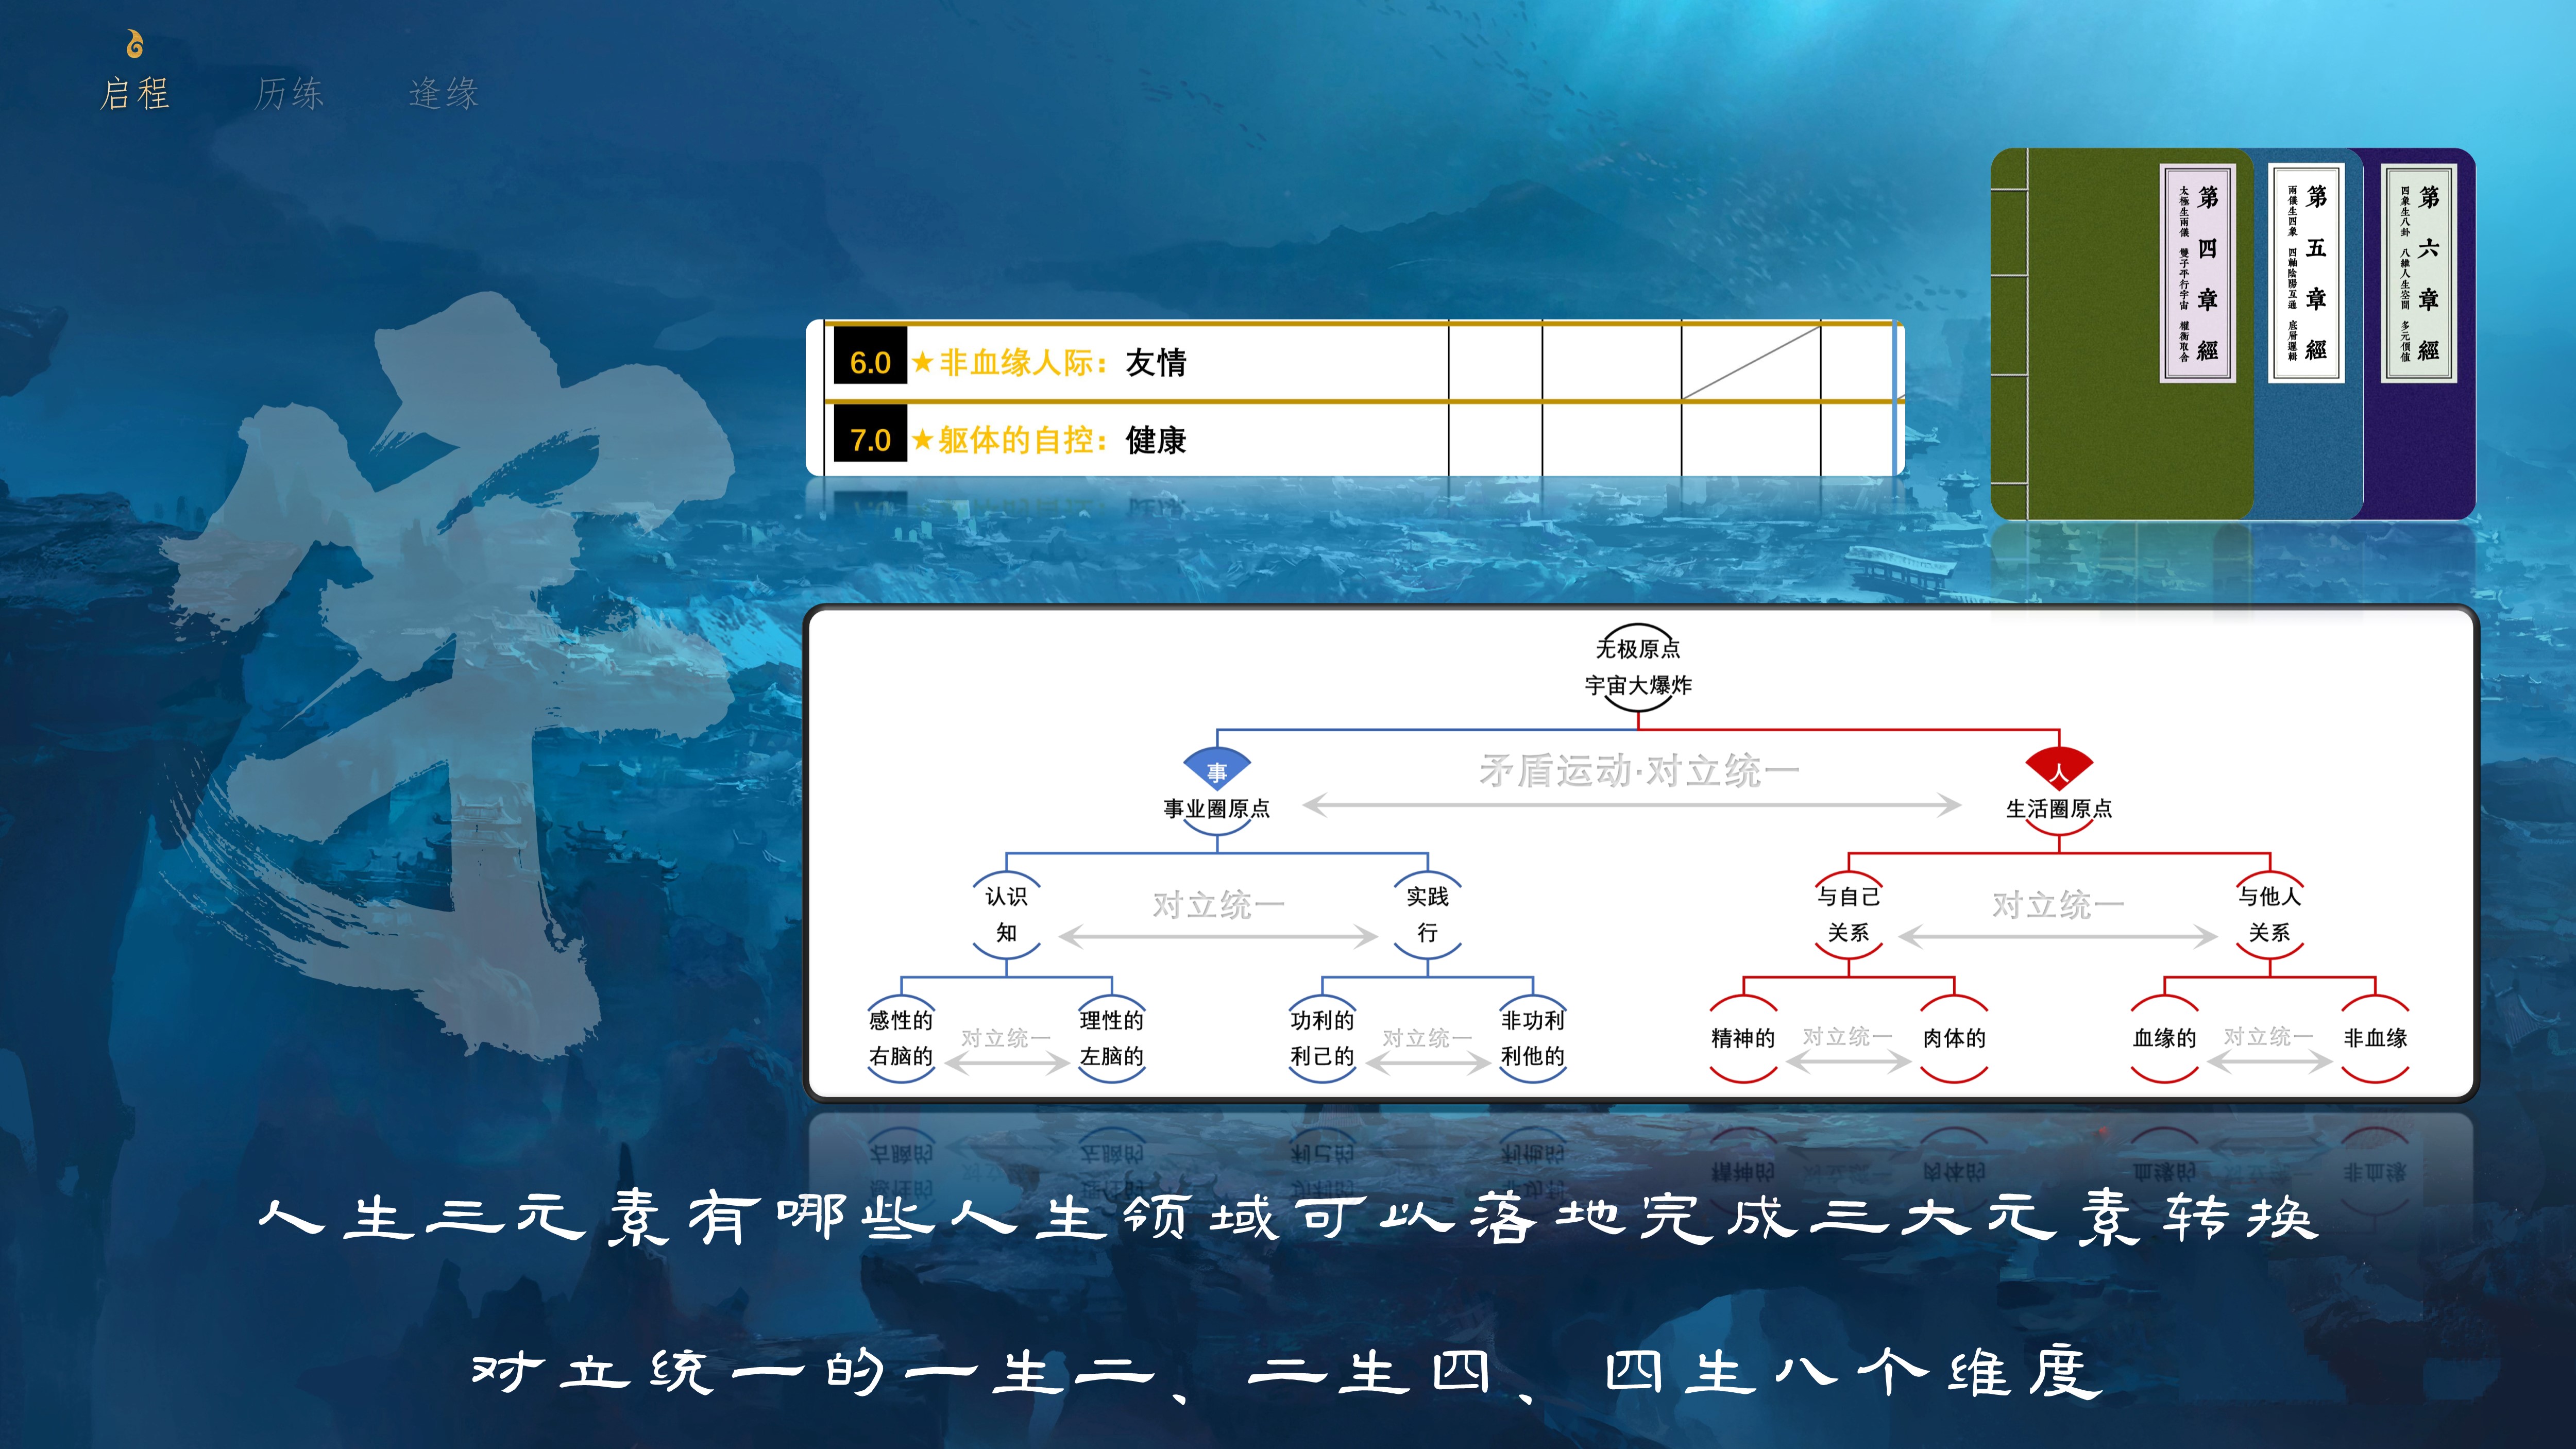 启程
历练
逢缘
第四章經
太極生兩儀 雙子平行宇宙 權衡取舍
第五章經
兩儀生四象 四軸陰陽互通 底層邏輯
第六章經
四象生八卦 八維人生空間 多元價值
6.0 ★非血缘人际：友情
7.0 ★躯体的自控：健康
无极原点
宇宙大爆炸
事
矛盾运动·对立统一
人
事业圈原点
生活圈原点
认识
知
对立统一
实践
行
与自己
关系
对立统一
与他人
关系
感性的
右脑的
对立统一
理性的
左脑的
功利的
利己的
对立统一
非功利
利他的
精神的
对立统一
肉体的
血缘的
对立统一
非血缘
人生三元素有哪些人生领域可以落地完成三大元素转换
对立统一的一生二、二生四、四生八个维度